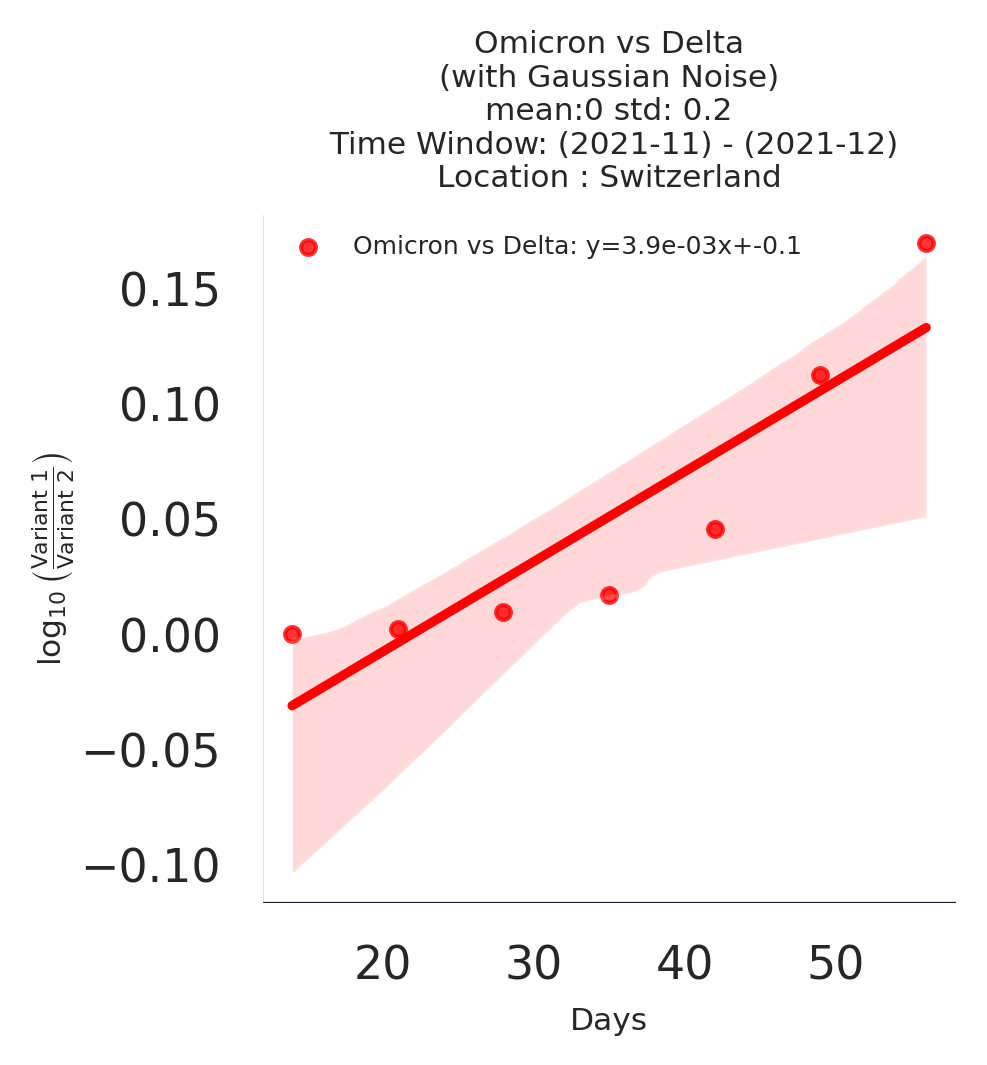 Omicron vs Delta
(with Gaussian Noise)
mean:0 std: 0.2
Time Window: (2021-11) - (2021-12)
Location : Switzerland
Omicron vs Delta: y=3.9e-03x+-0.1
0.15
0.10
0.05
0.00
−0.05
−0.10
log10 (Variant 1 / Variant 2)
20 30 40 50
Days